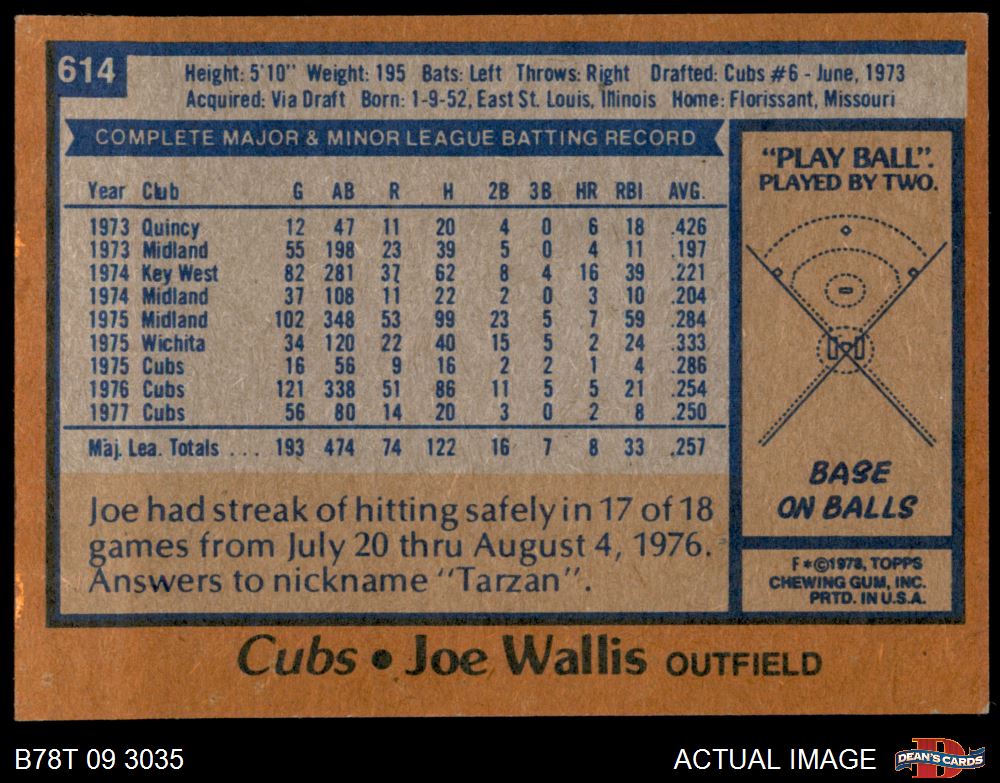 614
Height: 5'10" Weight: 195 Bats: Left Throws: Right Drafted: Cubs #6 - June, 1973
Acquired: Via Draft Born: 1-9-52, East St. Louis, Illinois Home: Florissant, Missouri
COMPLETE MAJOR & MINOR LEAGUE BATTING RECORD
Year Club G AB R H 2B 3B HR RBI AVG.
1973 Quincy 12 47 11 20 4 0 6 18 .426
1973 Midland 55 198 23 39 5 0 4 11 .197
1974 Key West 82 281 37 62 8 4 16 39 .221
1974 Midland 37 108 11 22 2 0 3 10 .204
1975 Midland 102 348 53 99 23 5 7 59 .284
1975 Wichita 34 120 22 40 15 5 2 24 .333
1975 Cubs 16 56 9 16 2 2 1 4 .286
1976 Cubs 121 338 51 86 11 5 5 21 .254
1977 Cubs 56 80 14 20 3 0 2 8 .250
Maj. Lea. Totals ... 193 474 74 122 16 7 8 33 .257
Joe had streak of hitting safely in 17 of 18
games from July 20 thru August 4, 1976.
Answers to nickname "Tarzan".
"PLAY BALL".
PLAYED BY TWO.
BASE
ON BALLS
F*©1978, TOPPS
CHEWING GUM, INC.
PRTD. IN U.S.A.
Cubs • Joe Wallis OUTFIELD
B78T 09 3035
ACTUAL IMAGE
D
DEAN'S CARDS